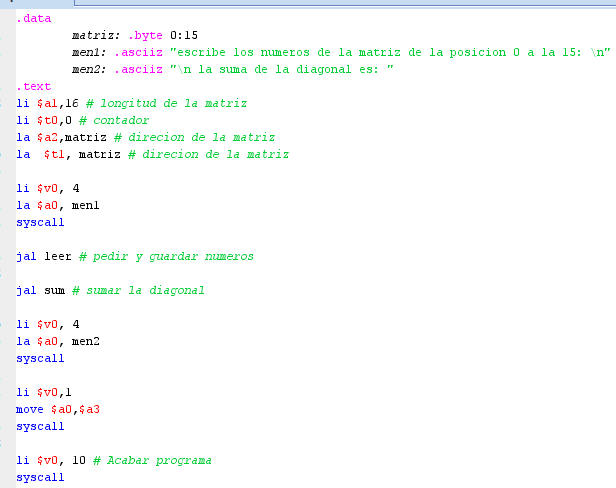 .data
matriz: .byte 0:15
men1: .asciiz "escribe los numeros de la matriz de la posicion 0 a la 15: \n"
men2: .asciiz "\n la suma de la diagonal es: "
.text
li $a1,16 # longitud de la matriz
li $t0,0 # contador
la $a2,matriz # direcion de la matriz
la $t1, matriz # direcion de la matriz
li $v0, 4
la $a0, men1
syscall
jal leer # pedir y guardar numeros
jal sum # sumar la diagonal
li $v0, 4
la $a0, men2
syscall
li $v0,1
move $a0,$a3
syscall
li $v0, 10 # Acabar programa
syscall